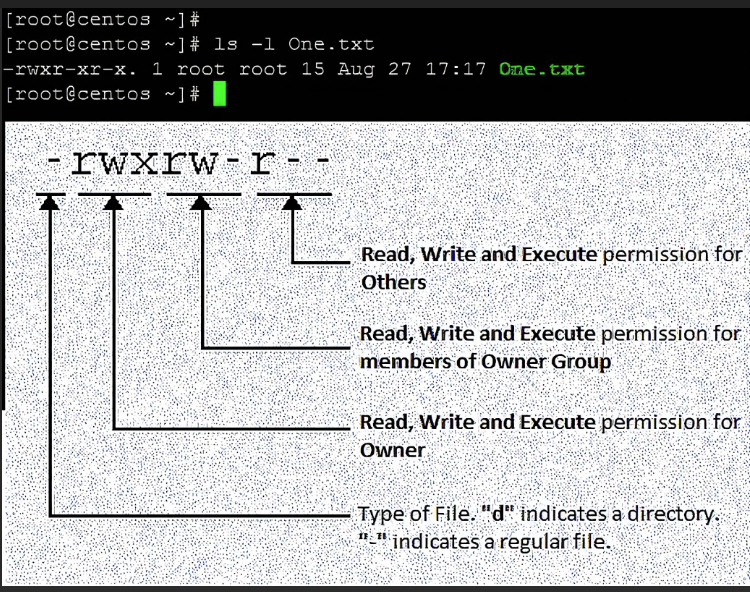 [root@centos ~]#
[root@centos ~]# ls -l One.txt
-rwxr-xr-x. 1 root root 15 Aug 27 17:17 One.txt
[root@centos ~]#
-rwxrw-r--
Read, Write and Execute permission for
Others
Read, Write and Execute permission for
members of Owner Group
Read, Write and Execute permission for
Owner
Type of File. "d" indicates a directory.
"-" indicates a regular file.